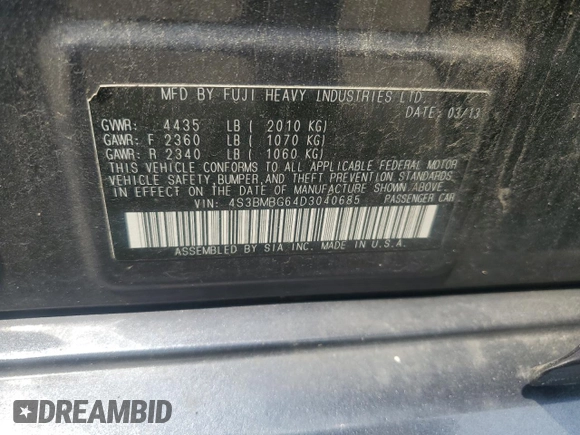 MFD BY FUJI HEAVY INDUSTRIES LTD.
DATE: 03/13
GVWR: 4435 LB ( 2010 KG)
GAWR: F 2360 LB ( 1070 KG)
GAWR: R 2340 LB ( 1060 KG)
THIS VEHICLE CONFORMS TO ALL APPLICABLE FEDERAL MOTOR
VEHICLE SAFETY, BUMPER, AND THEFT PREVENTION STANDARDS
IN EFFECT ON THE DATE OF MANUFACTURE SHOWN ABOVE.
VIN: 4S3BMBG64D3040685 PASSENGER CAR
ASSEMBLED BY SIA, INC. MADE IN U.S.A.
DREAMBID